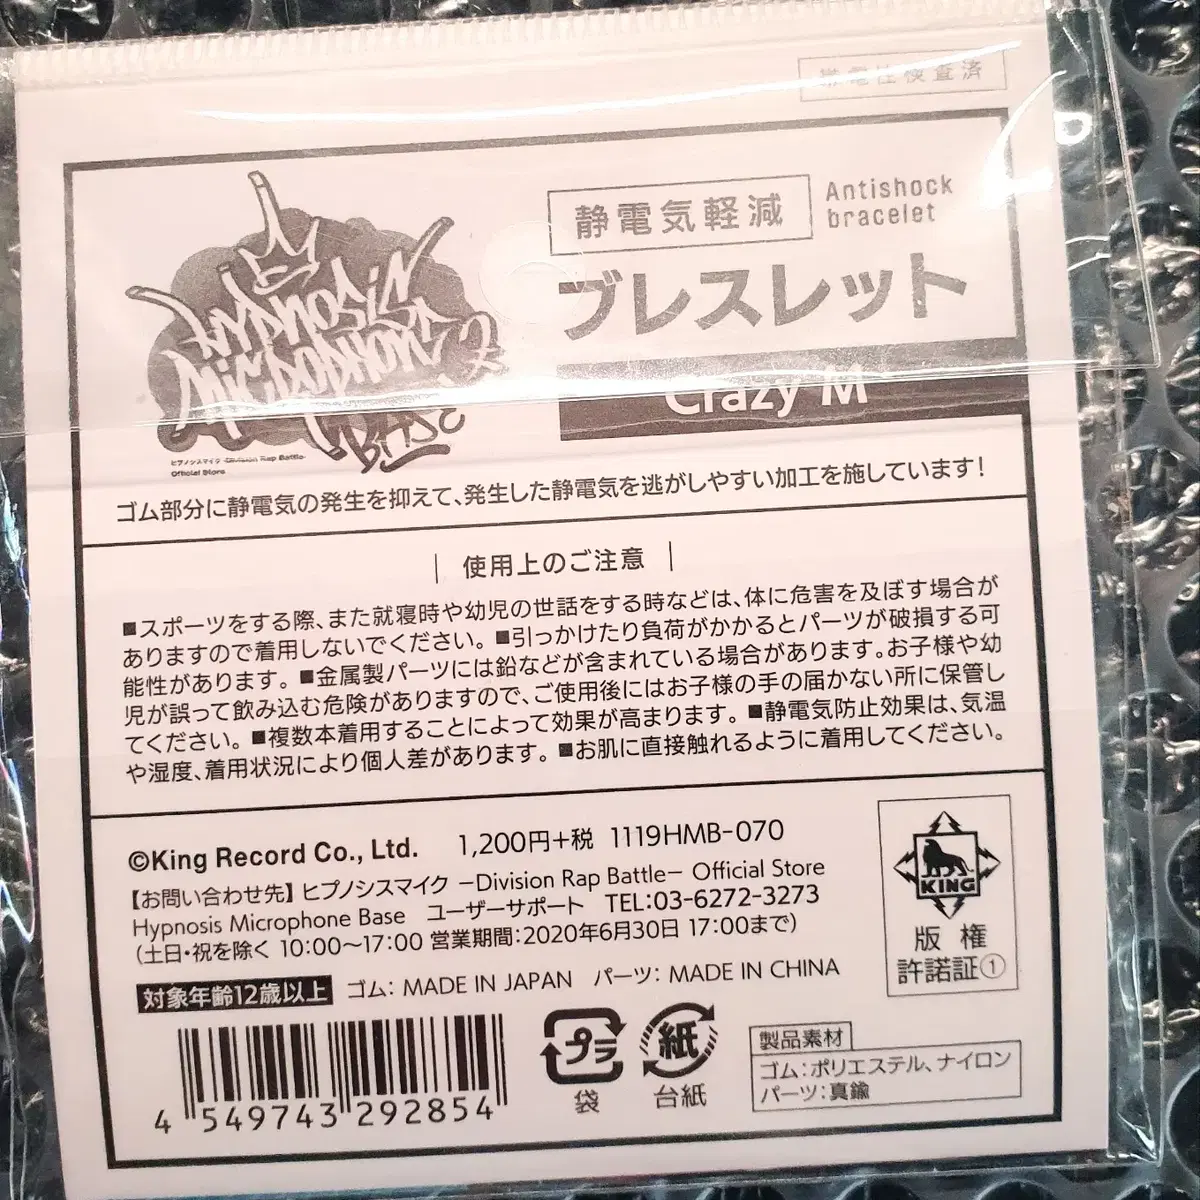 帯電性検査済
HYPNOSIS
MICROPHONE
BASE
ヒプノシスマイク -Division Rap Battle-
Official Store
静電気軽減
Antishock
bracelet
ブレスレット
Crazy M
ゴム部分に静電気の発生を抑えて、発生した静電気を逃がしやすい加工を施しています!
使用上のご注意
■スポーツをする際、また就寝時や幼児の世話をする時などは、体に危害を及ぼす場合が
ありますので着用しないでください。■引っかけたり負荷がかかるとパーツが破損する可
能性があります。■金属製パーツには鉛などが含まれている場合があります。お子様や幼
児が誤って飲み込む危険がありますので、ご使用後にはお子様の手の届かない所に保管し
てください。■複数本着用することによって効果が高まります。■静電気防止効果は、気温
や湿度、着用状況により個人差があります。■お肌に直接触れるように着用してください。
©King Record Co., Ltd. 1,200円+税 1119HMB-070
【お問い合わせ先】ヒプノシスマイク -Division Rap Battle- Official Store
Hypnosis Microphone Base ユーザーサポート TEL:03-6272-3273
(土日・祝を除く 10:00～17:00 営業期間:2020年6月30日 17:00まで)
対象年齢12歳以上 ゴム: MADE IN JAPAN パーツ: MADE IN CHINA
KING
版権
許諾証①
4 549743 292854
プラ
袋
紙
台紙
製品素材
ゴム:ポリエステル、ナイロン
パーツ:真鍮